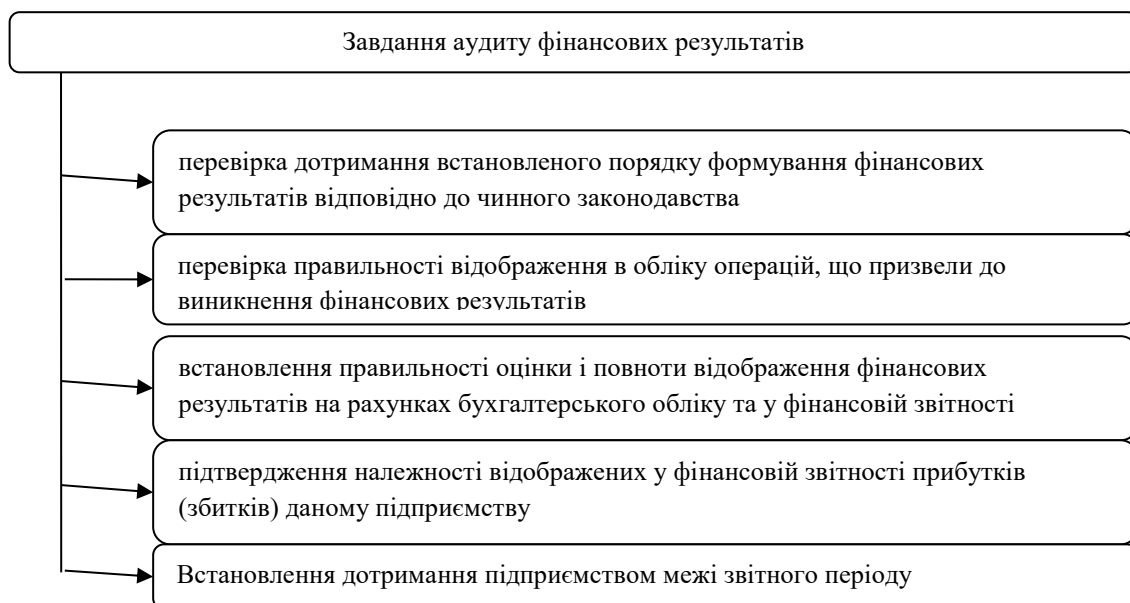 Завдання аудиту фінансових результатів
перевірка дотримання встановленого порядку формування фінансових
результатів відповідно до чинного законодавства
перевірка правильності відображення в обліку операцій, що призвели до
виникнення фінансових результатів
встановлення правильності оцінки і повноти відображення фінансових
результатів на рахунках бухгалтерського обліку та у фінансовій звітності
підтвердження належності відображених у фінансовій звітності прибутків
(збитків) даному підприємству
Встановлення дотримання підприємством межі звітного періоду